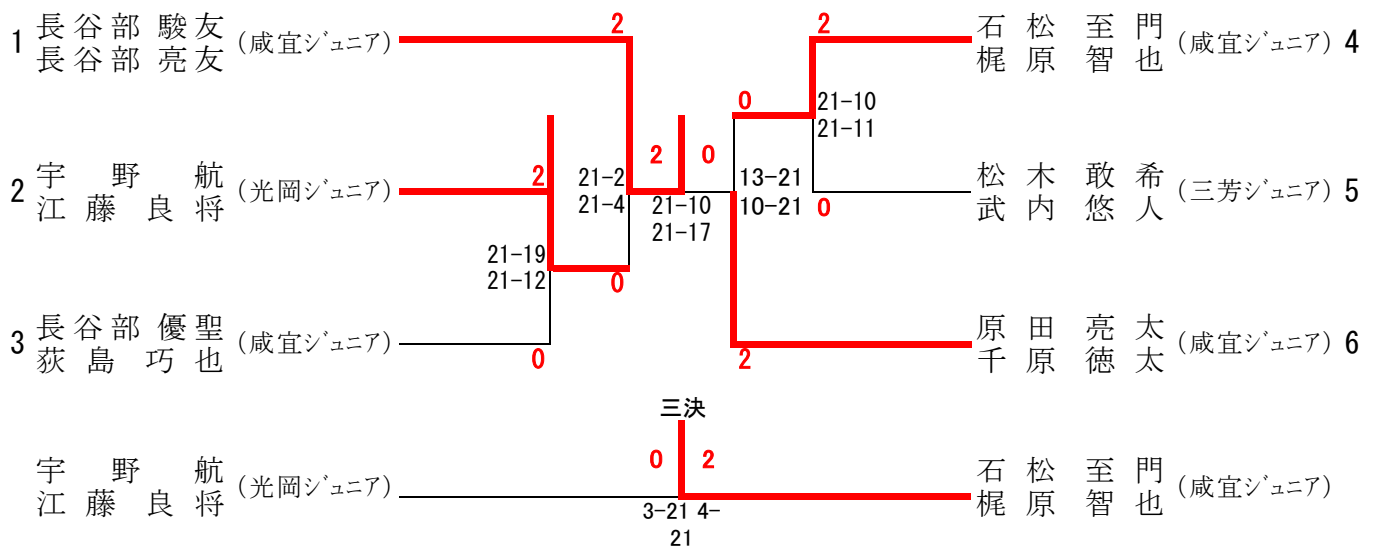 1 長谷部 駿友 (咸宜ジュニア) 2 2 石松至門 (咸宜ジュニア) 4
長谷部 亮友 梶原智也
0 21-10
21-11
2 宇野航 (光岡ジュニア) 2 21-2 2 0 13-21 松木敢希 (三芳ジュニア) 5
江藤良将 21-4 21-10 10-21 0 武内悠人
21-17
21-19
21-12 0
3 長谷部 優聖 (咸宜ジュニア) 0 2 原田亮太 (咸宜ジュニア) 6
荻島巧也 千原徳太
三決
0 2
宇野航 (光岡ジュニア) 石松至門 (咸宜ジュニア)
江藤良将 梶原智也
3-21 4-
21